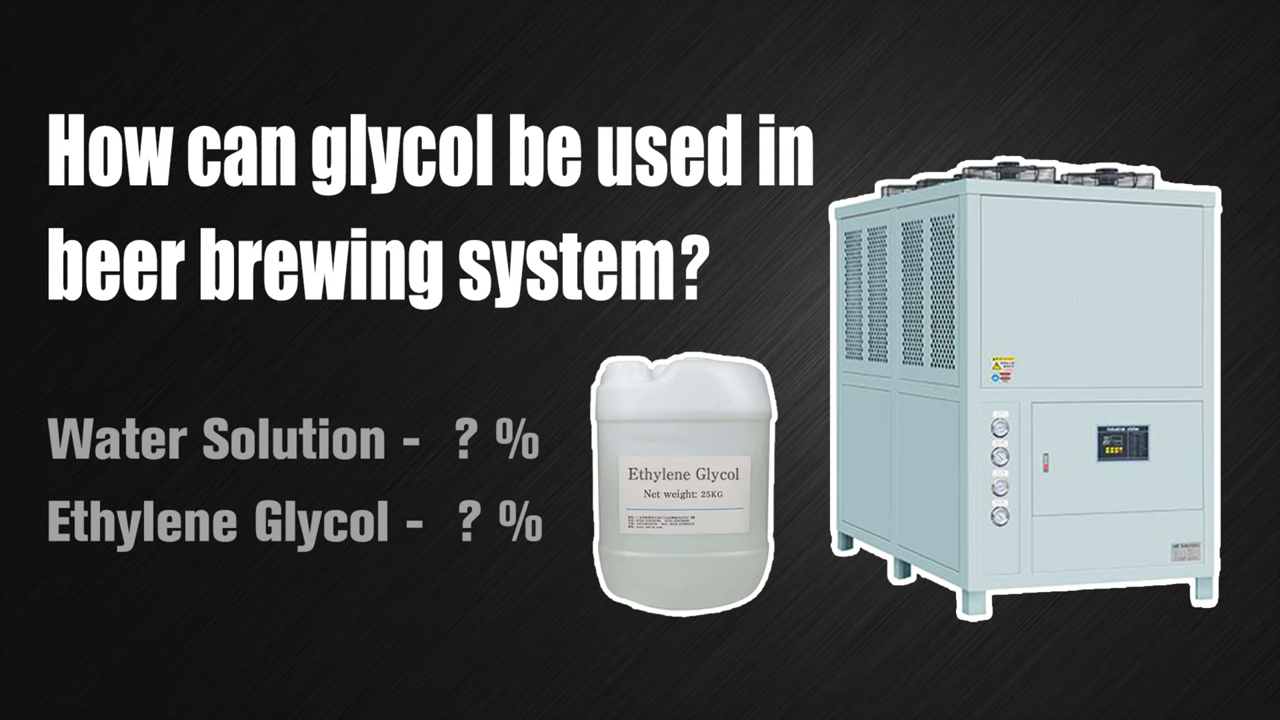 How can glycol be used in
beer brewing system?
Water Solution - ? %
Ethylene Glycol - ? %
Ethylene Glycol
Net weight: 25KG